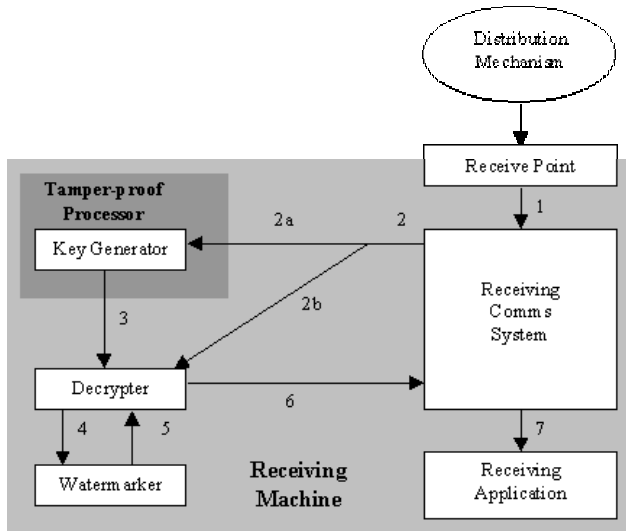 Distribution
Mechanism
Receive Point
Tamper-proof
Processor
1
2a
2
Key Generator
Receiving
Comms
System
3
2b
Decrypter
6
4
5
7
Watermarker
Receiving
Machine
Receiving
Application